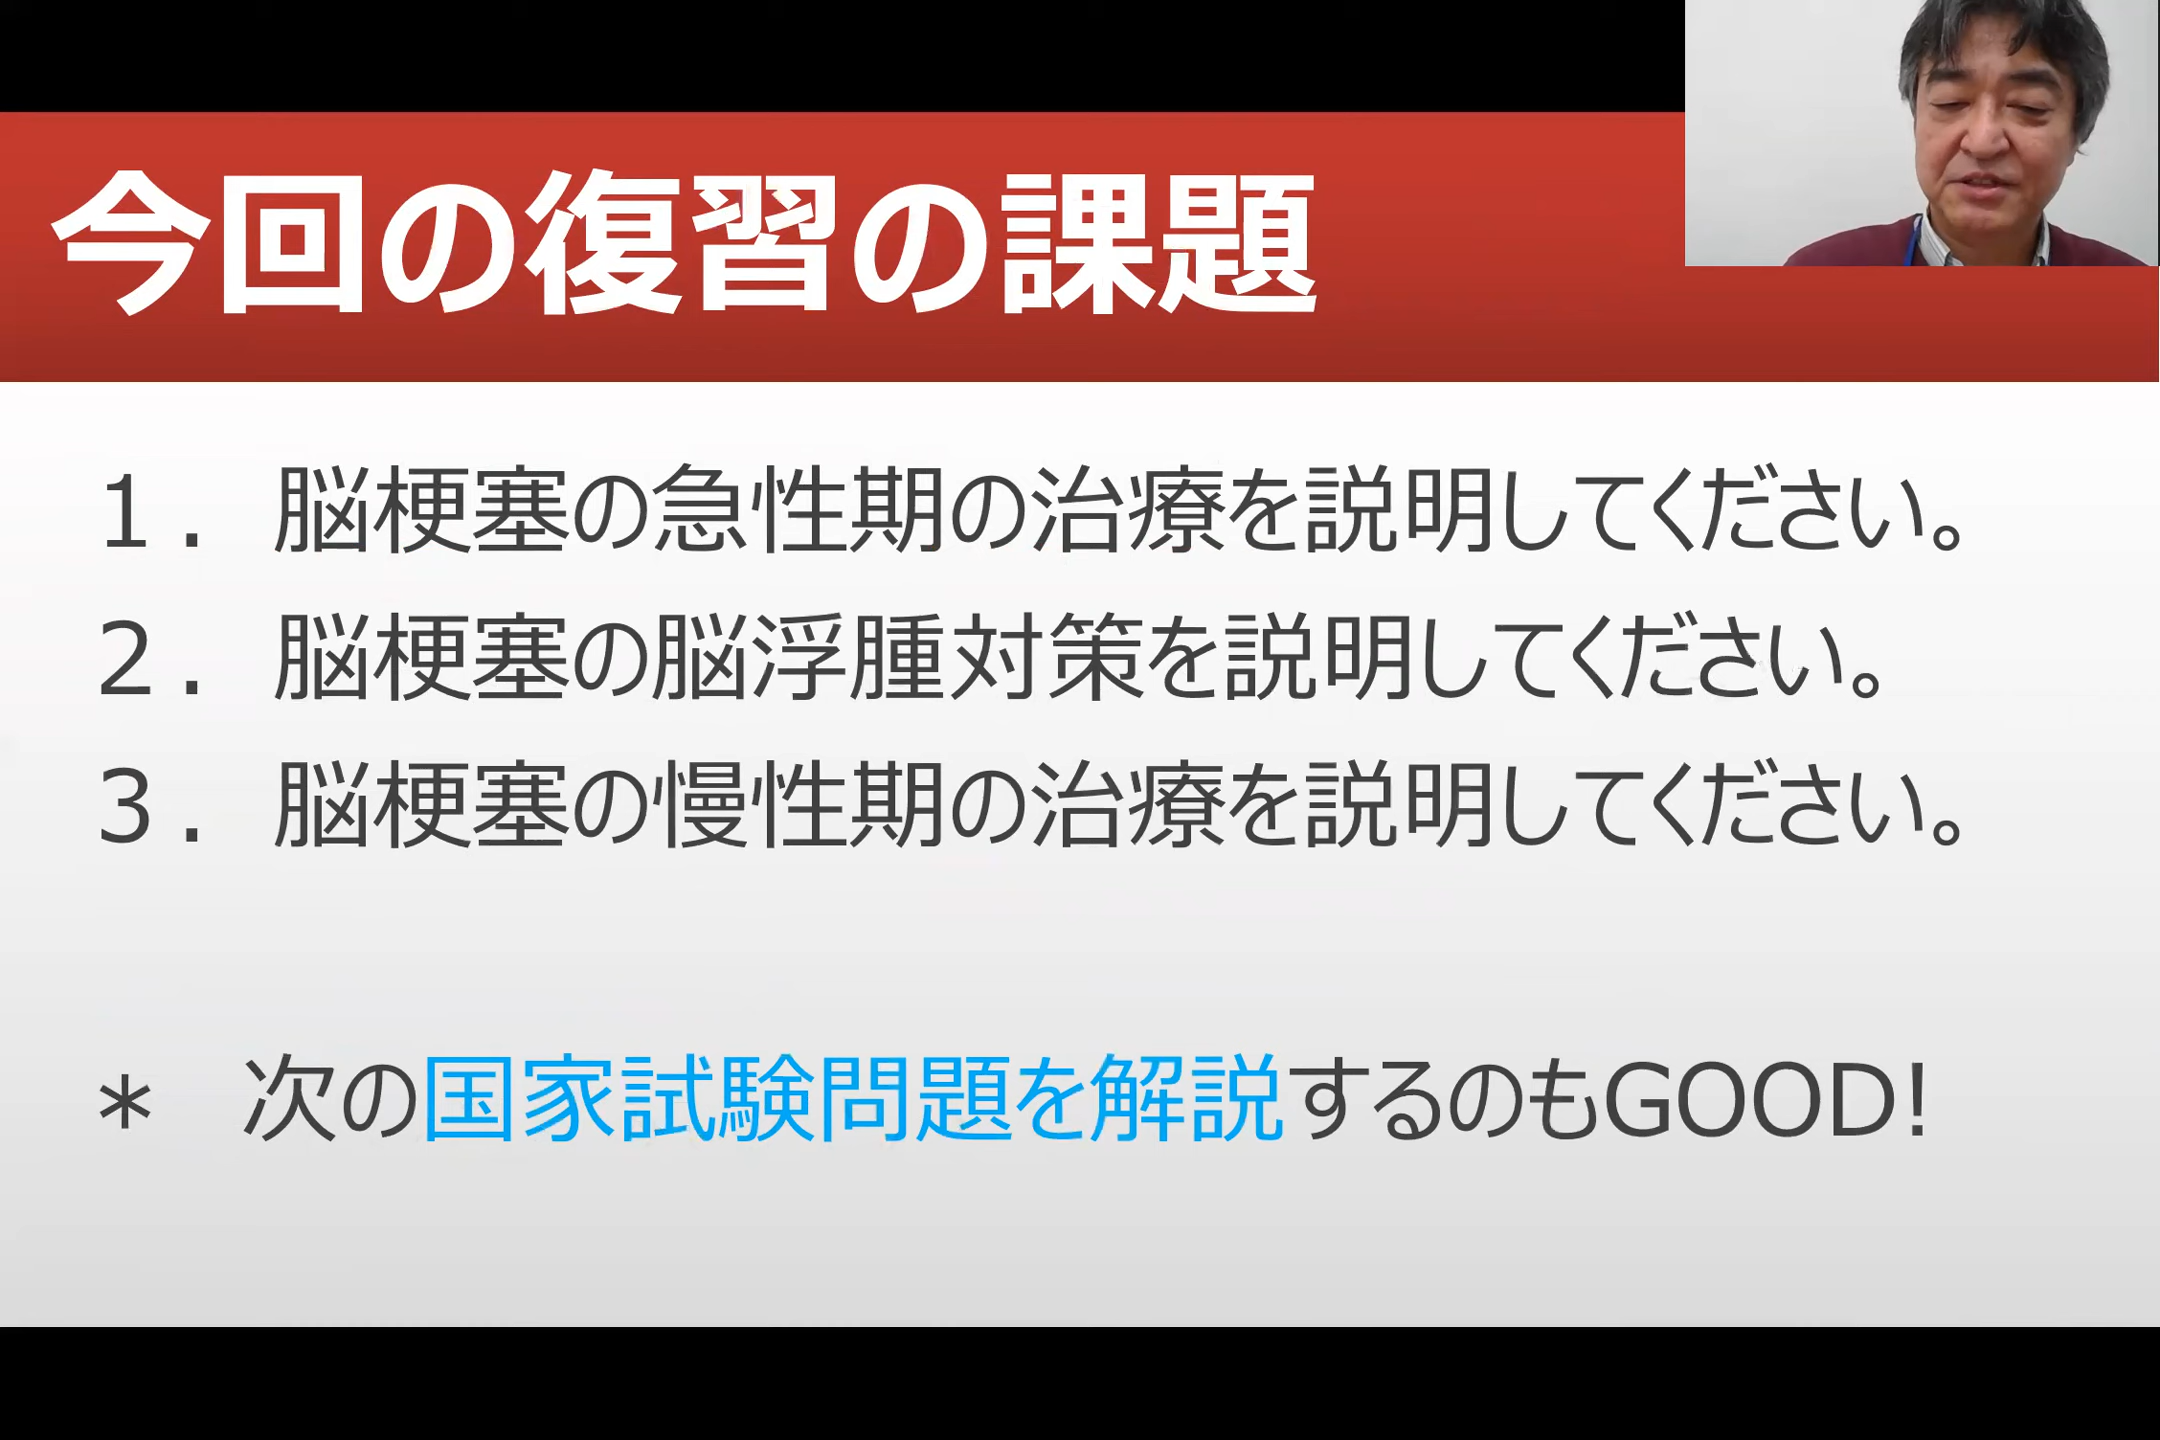 今回の復習の課題
１．脳梗塞の急性期の治療を説明してください。
２．脳梗塞の脳浮腫対策を説明してください。
３．脳梗塞の慢性期の治療を説明してください。
＊ 次の国家試験問題を解説するのもGOOD!